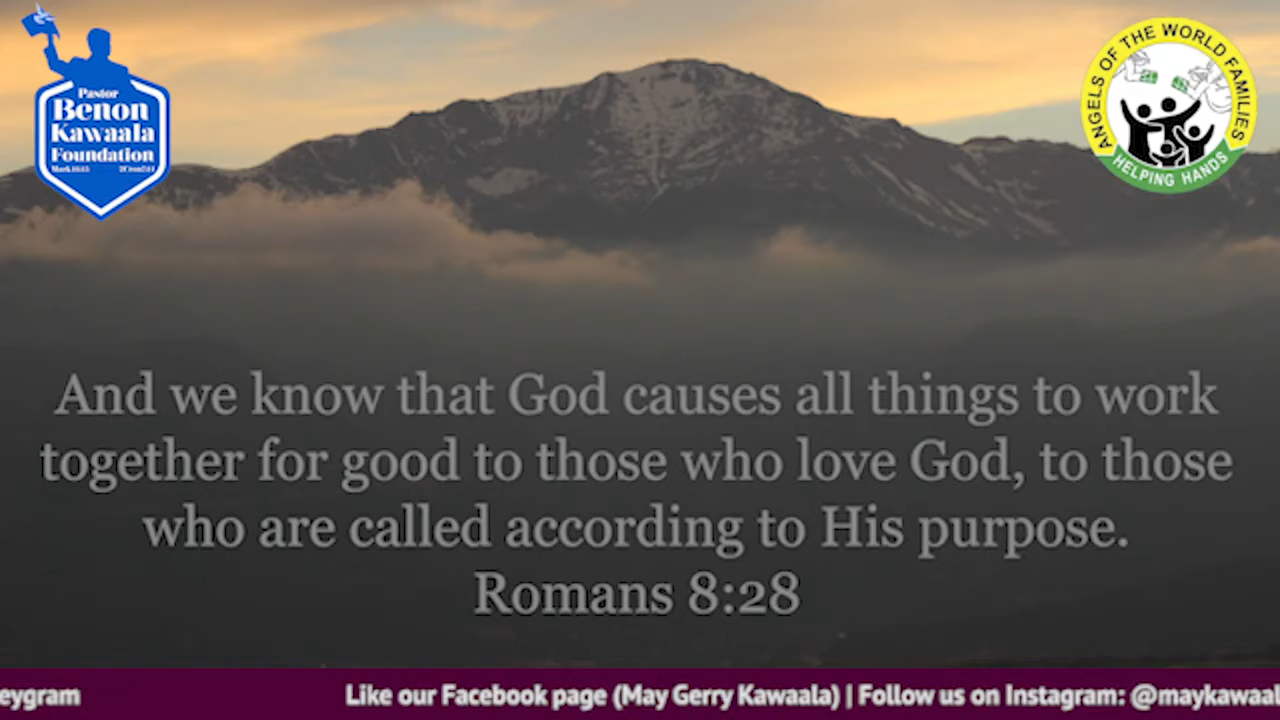 Pastor
Benon
Kawaala
Foundation
ANGELS OF THE WORLD FAMILIES
HELPING HANDS
And we know that God causes all things to work
together for good to those who love God, to those
who are called according to His purpose.
Romans 8:28
eygram Like our Facebook page (May Gerry Kawaala) | Follow us on Instagram: @maykawaal